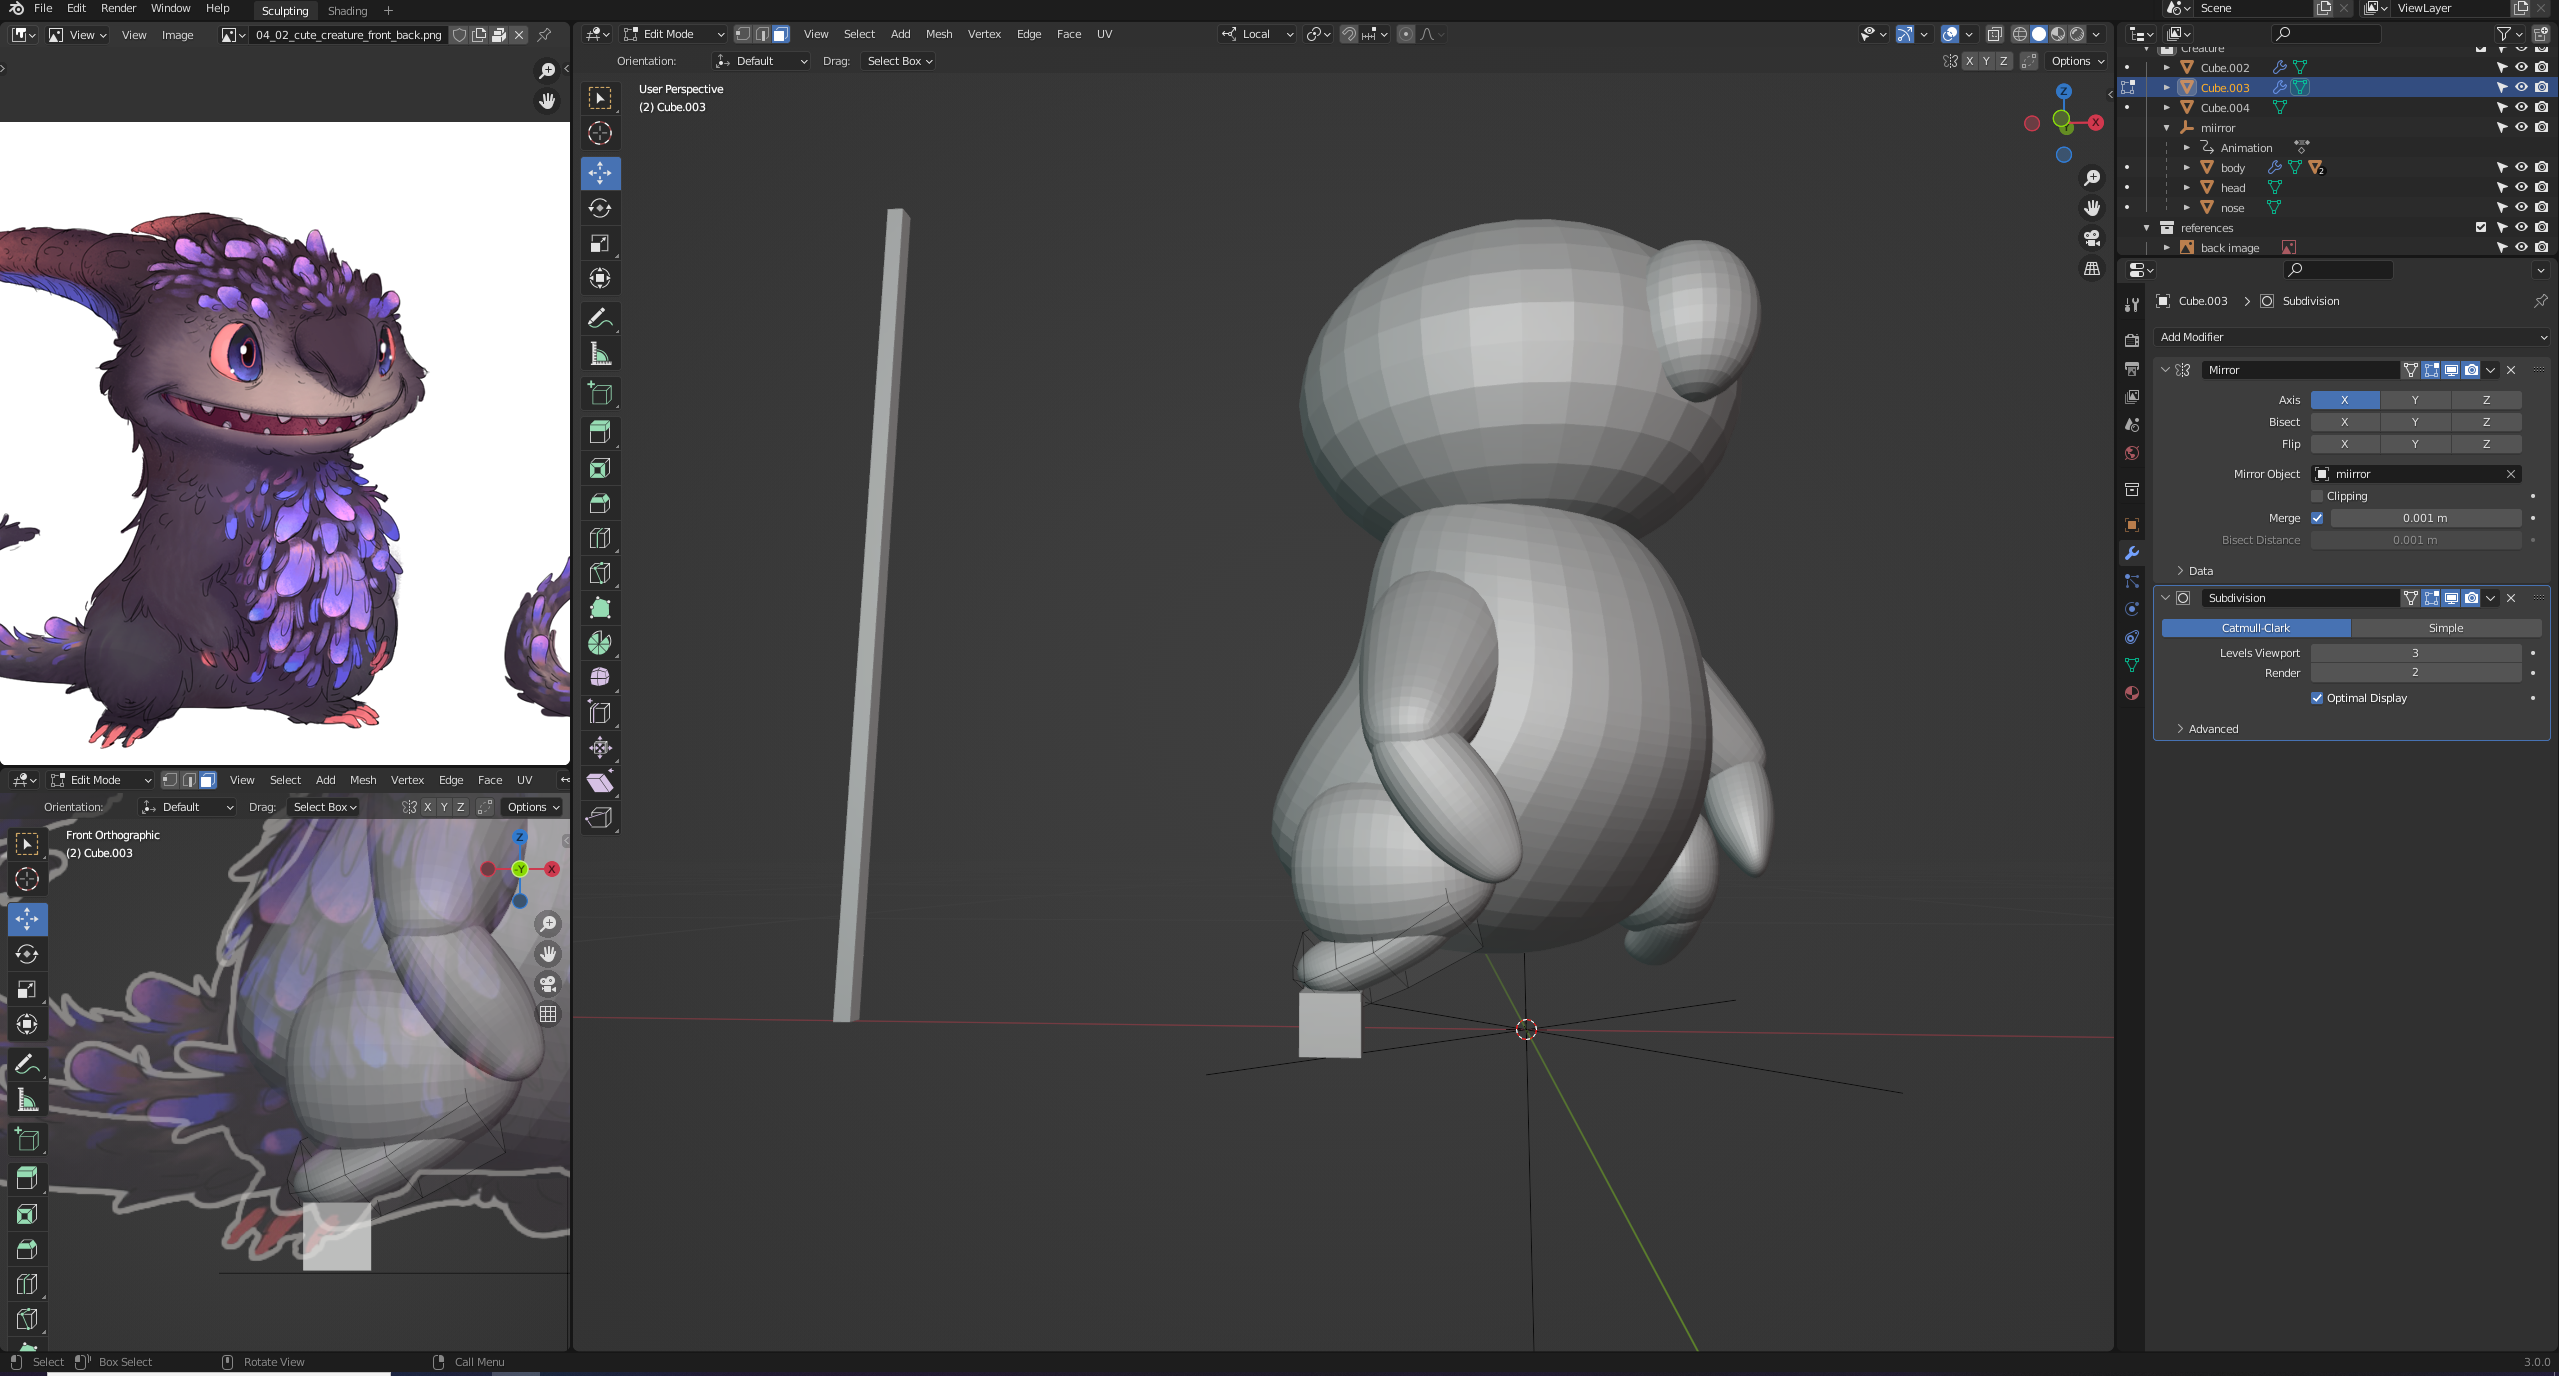 File Edit Render Window Help Sculpting Shading +
Scene ViewLayer
View View Image 04_02_cute_creature_front_back.png
Edit Mode View Select Add Mesh Vertex Edge Face UV Local
Orientation: Default Drag: Select Box X Y Z Options
User Perspective
(2) Cube.003
Z
Y X
Creature
Cube.002
Cube.003
Cube.004
miirror
Animation
body 2
head
nose
references
back image
Cube.003 > Subdivision
Add Modifier
Mirror
Axis X Y Z
Bisect X Y Z
Flip X Y Z
Mirror Object miirror
Clipping
Merge 0.001 m
Bisect Distance 0.001 m
Data
Subdivision
Catmull-Clark Simple
Levels Viewport 3
Render 2
Optimal Display
Advanced
Edit Mode View Select Add Mesh Vertex Edge Face UV
Orientation: Default Drag: Select Box X Y Z Options
Front Orthographic
(2) Cube.003
Z
-Y X
Select Box Select Rotate View Call Menu 3.0.0